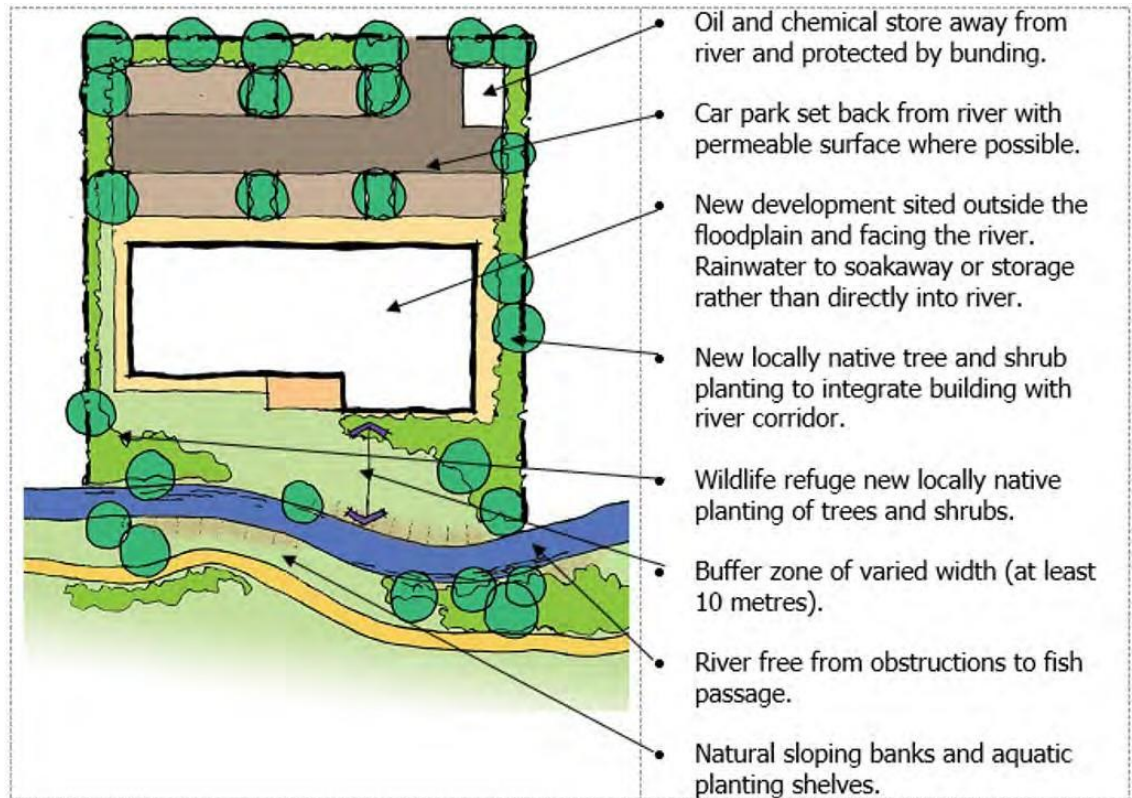 • Oil and chemical store away from
river and protected by bunding.
• Car park set back from river with
permeable surface where possible.
• New development sited outside the
floodplain and facing the river.
Rainwater to soakaway or storage
rather than directly into river.
• New locally native tree and shrub
planting to integrate building with
river corridor.
• Wildlife refuge new locally native
planting of trees and shrubs.
• Buffer zone of varied width (at least
10 metres).
• River free from obstructions to fish
passage.
• Natural sloping banks and aquatic
planting shelves.